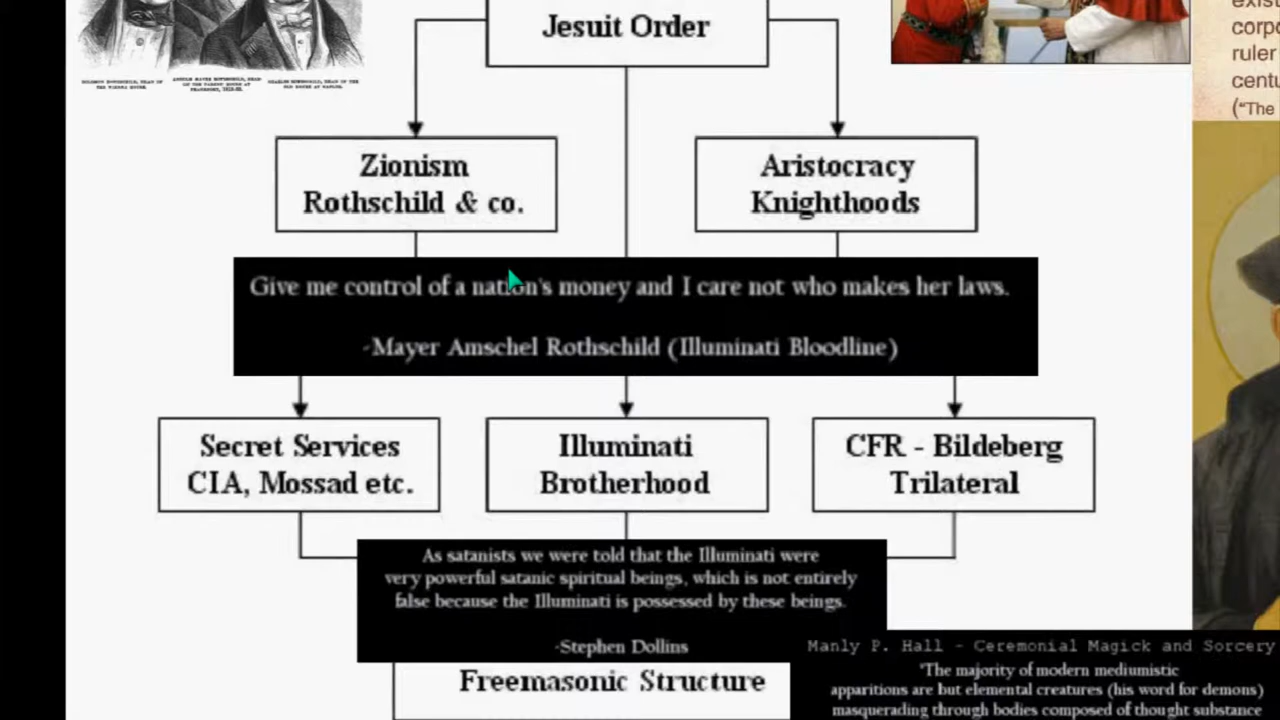 Jesuit Order
exist
corpo
ruler
centu
("The
Zionism
Rothschild & co.
Aristocracy
Knighthoods
Give me control of a nation's money and I care not who makes her laws.
-Mayer Amschel Rothschild (Illuminati Bloodline)
Secret Services
CIA, Mossad etc.
Illuminati
Brotherhood
CFR - Bildeberg
Trilateral
As satanists we were told that the Illuminati were
very powerful satanic spiritual beings, which is not entirely
false because the Illuminati is possessed by these beings.
-Stephen Dollins
Freemasonic Structure
Manly P. Hall - Ceremonial Magick and Sorcery
"The majority of modern mediumistic
apparitions are but elemental creatures (his word for demons)
masquerading through bodies composed of thought substance